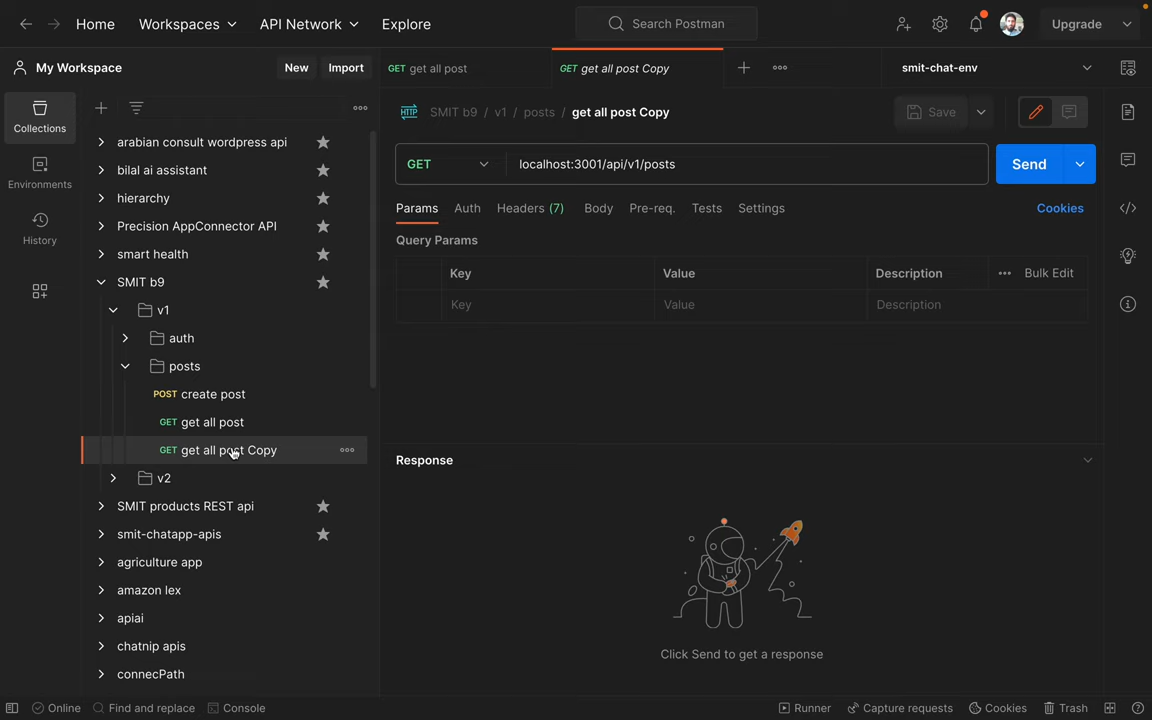 Home Workspaces API Network Explore Search Postman Upgrade
My Workspace New Import GET get all post GET get all post Copy smit-chat-env
Collections
Environments
History
arabian consult wordpress api
bilal ai assistant
hierarchy
Precision AppConnector API
smart health
SMIT b9
v1
auth
posts
POST create post
GET get all post
GET get all post Copy
v2
SMIT products REST api
smit-chatapp-apis
agriculture app
amazon lex
apiai
chatnip apis
connecPath
HTTP SMIT b9 / v1 / posts / get all post Copy Save
GET localhost:3001/api/v1/posts Send
Params Auth Headers (7) Body Pre-req. Tests Settings Cookies
Query Params
Key Value Description Bulk Edit
Key Value Description
Response
Click Send to get a response
Online Find and replace Console Runner Capture requests Cookies Trash